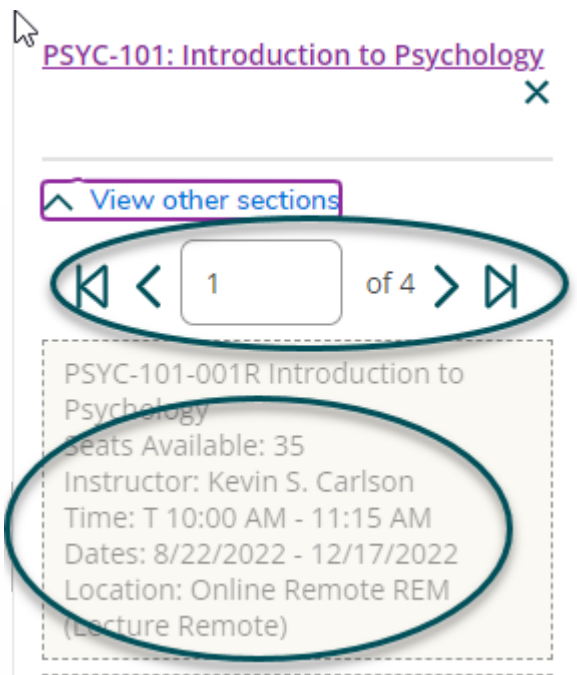 PSYC-101: Introduction to Psychology
View other sections
1 of 4
PSYC-101-001R Introduction to
Psychology
Seats Available: 35
Instructor: Kevin S. Carlson
Time: T 10:00 AM - 11:15 AM
Dates: 8/22/2022 - 12/17/2022
Location: Online Remote REM
(Lecture Remote)